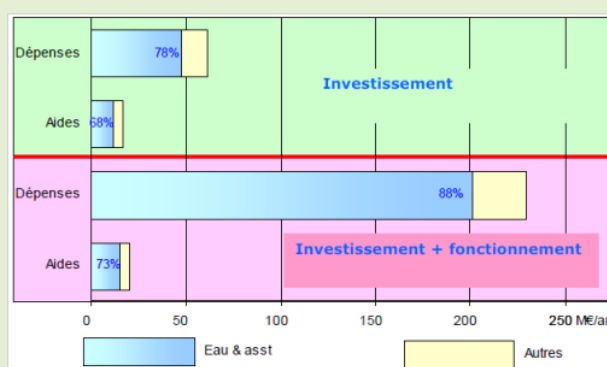 Dépenses
78%
Investissement
Aides
68%
Dépenses
88%
Investissement + fonctionnement
Aides
73%
0 50 100 150 200 250 M€/an
Eau & asst
Autres